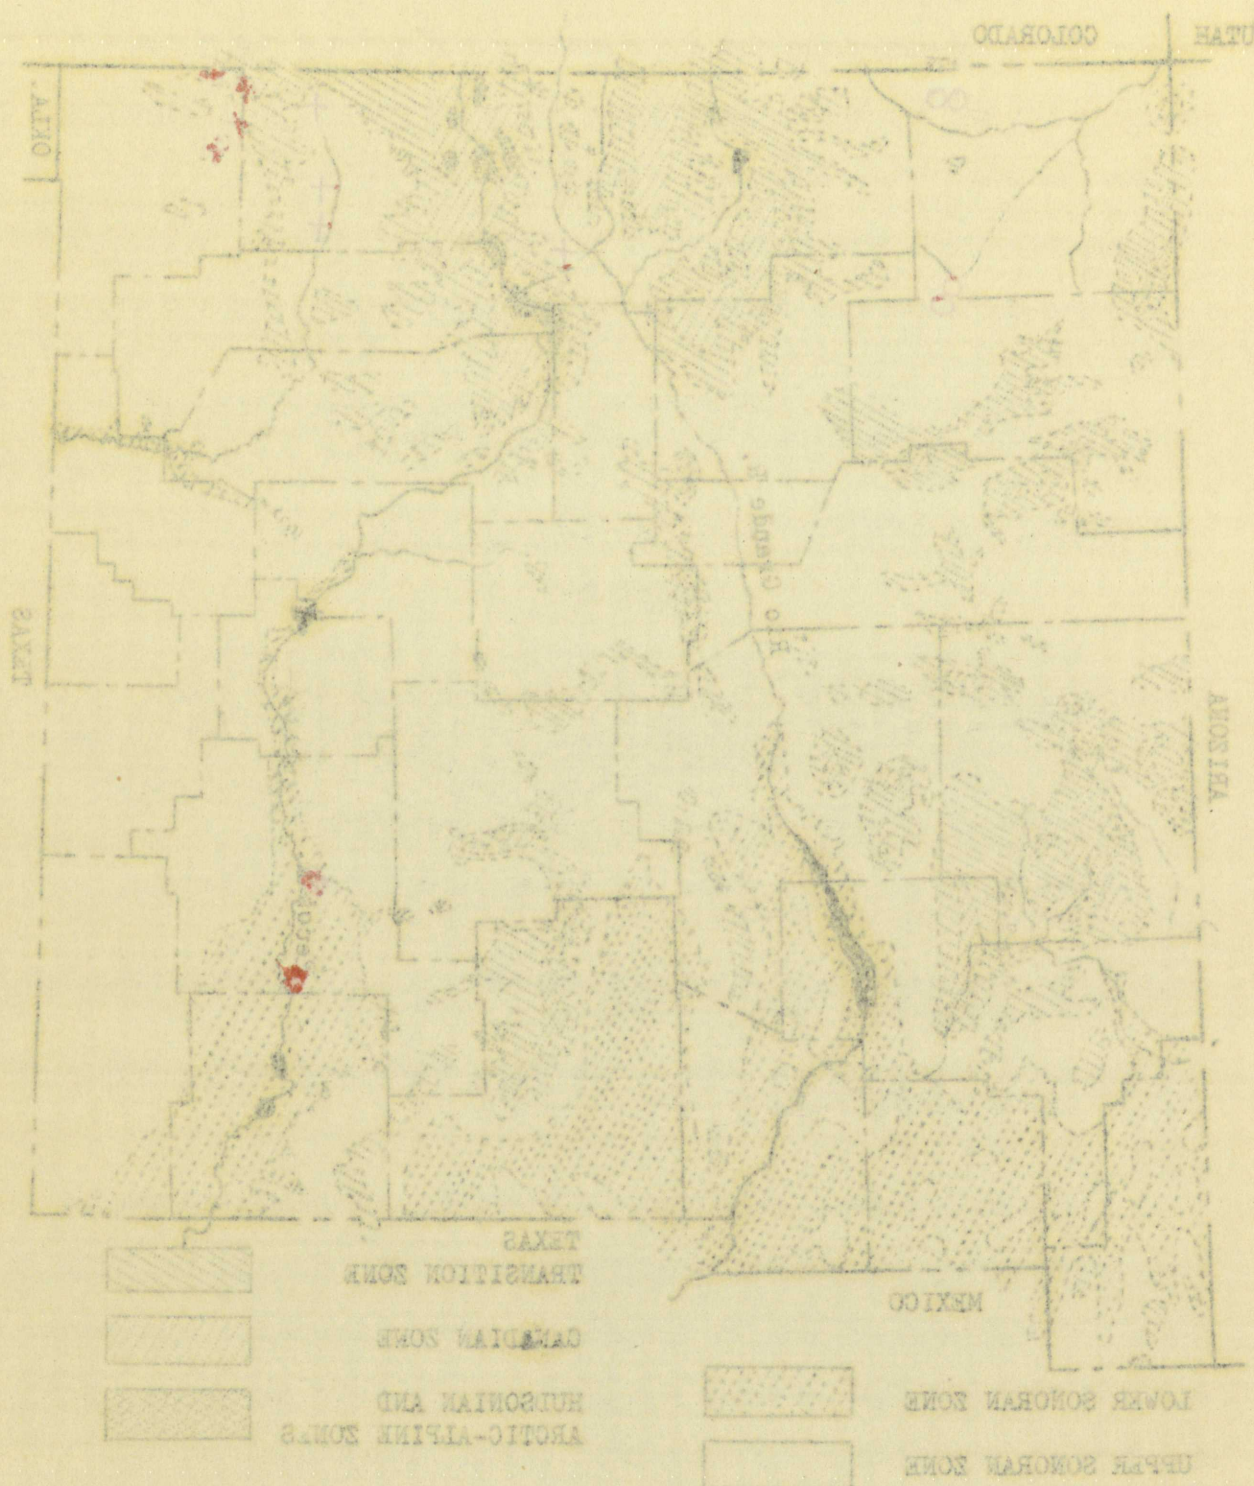 UTAH
COLORADO
OKLA.
TEXAS
Rio Grande R.
ARIZONA
Pecos
TEXAS
MEXICO
TRANSITION ZONE
CANADIAN ZONE
HUDSONIAN AND
ARCTIC-ALPINE ZONES
LOWER SONORAN ZONE
UPPER SONORAN ZONE